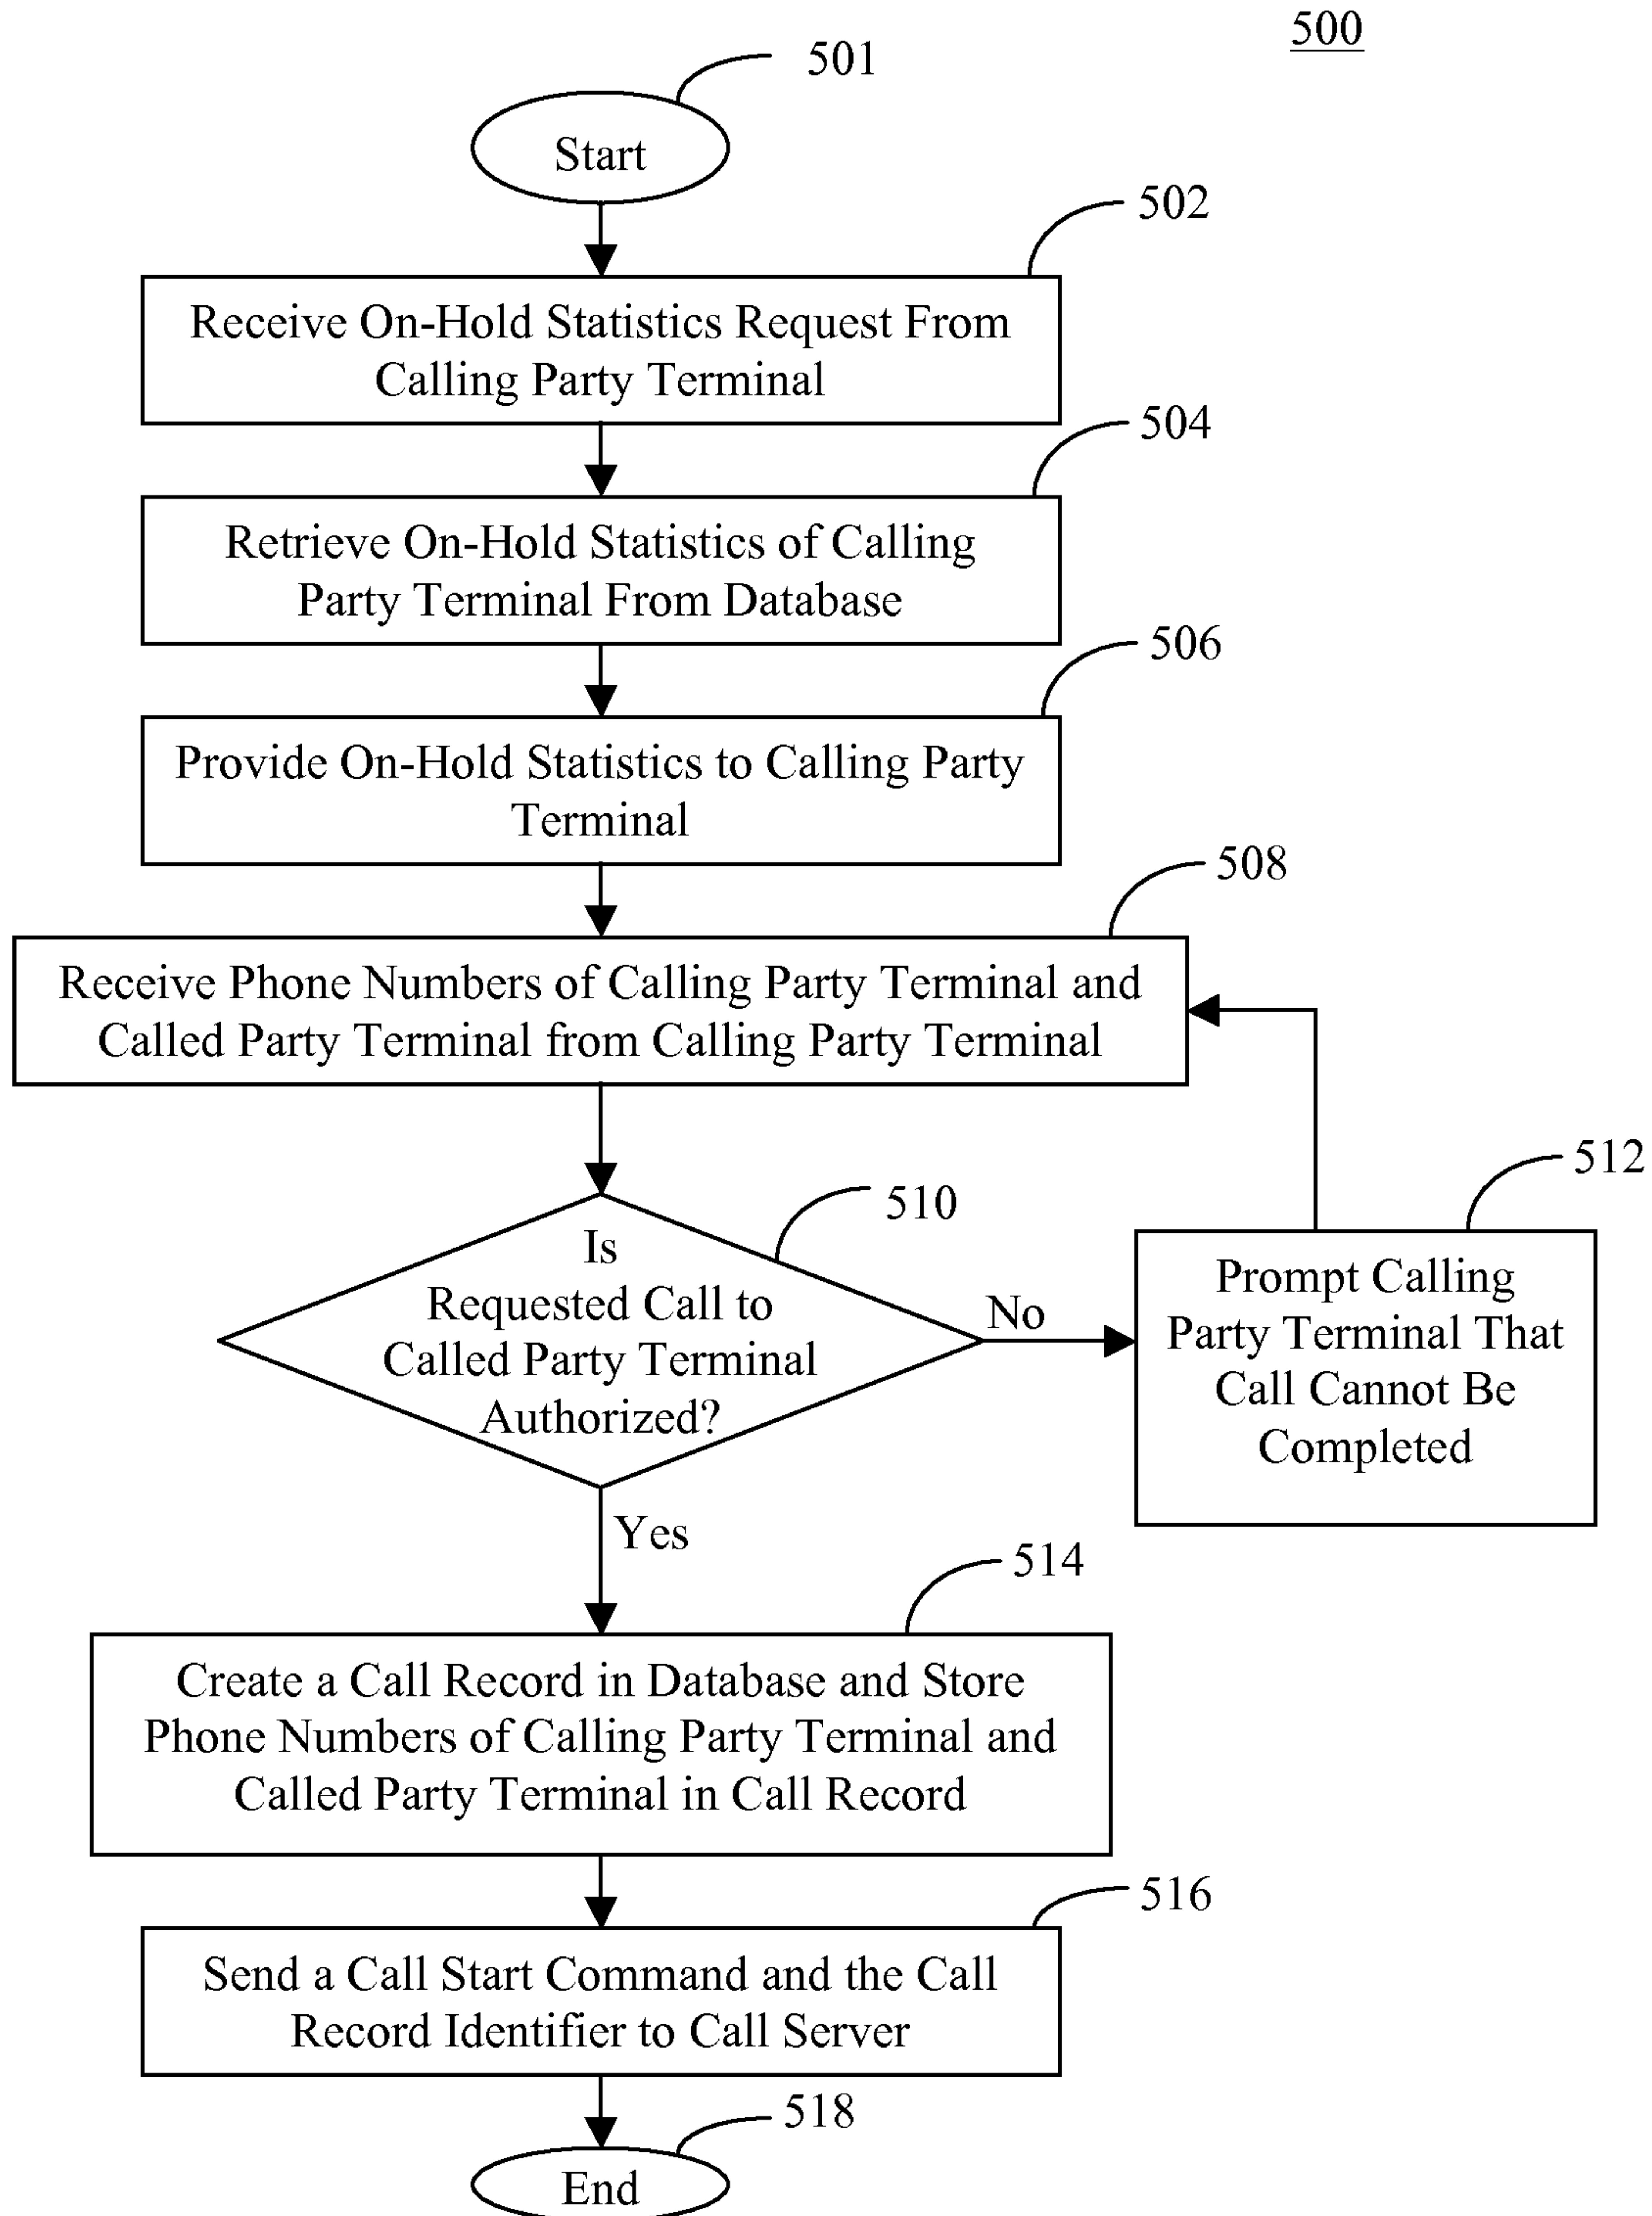 500
501
Start
502
Receive On-Hold Statistics Request From
Calling Party Terminal
504
Retrieve On-Hold Statistics of Calling
Party Terminal From Database
506
Provide On-Hold Statistics to Calling Party
Terminal
508
Receive Phone Numbers of Calling Party Terminal and
Called Party Terminal from Calling Party Terminal
510
Is
Requested Call to
Called Party Terminal
Authorized?
No
512
Prompt Calling
Party Terminal That
Call Cannot Be
Completed
Yes
514
Create a Call Record in Database and Store
Phone Numbers of Calling Party Terminal and
Called Party Terminal in Call Record
516
Send a Call Start Command and the Call
Record Identifier to Call Server
518
End